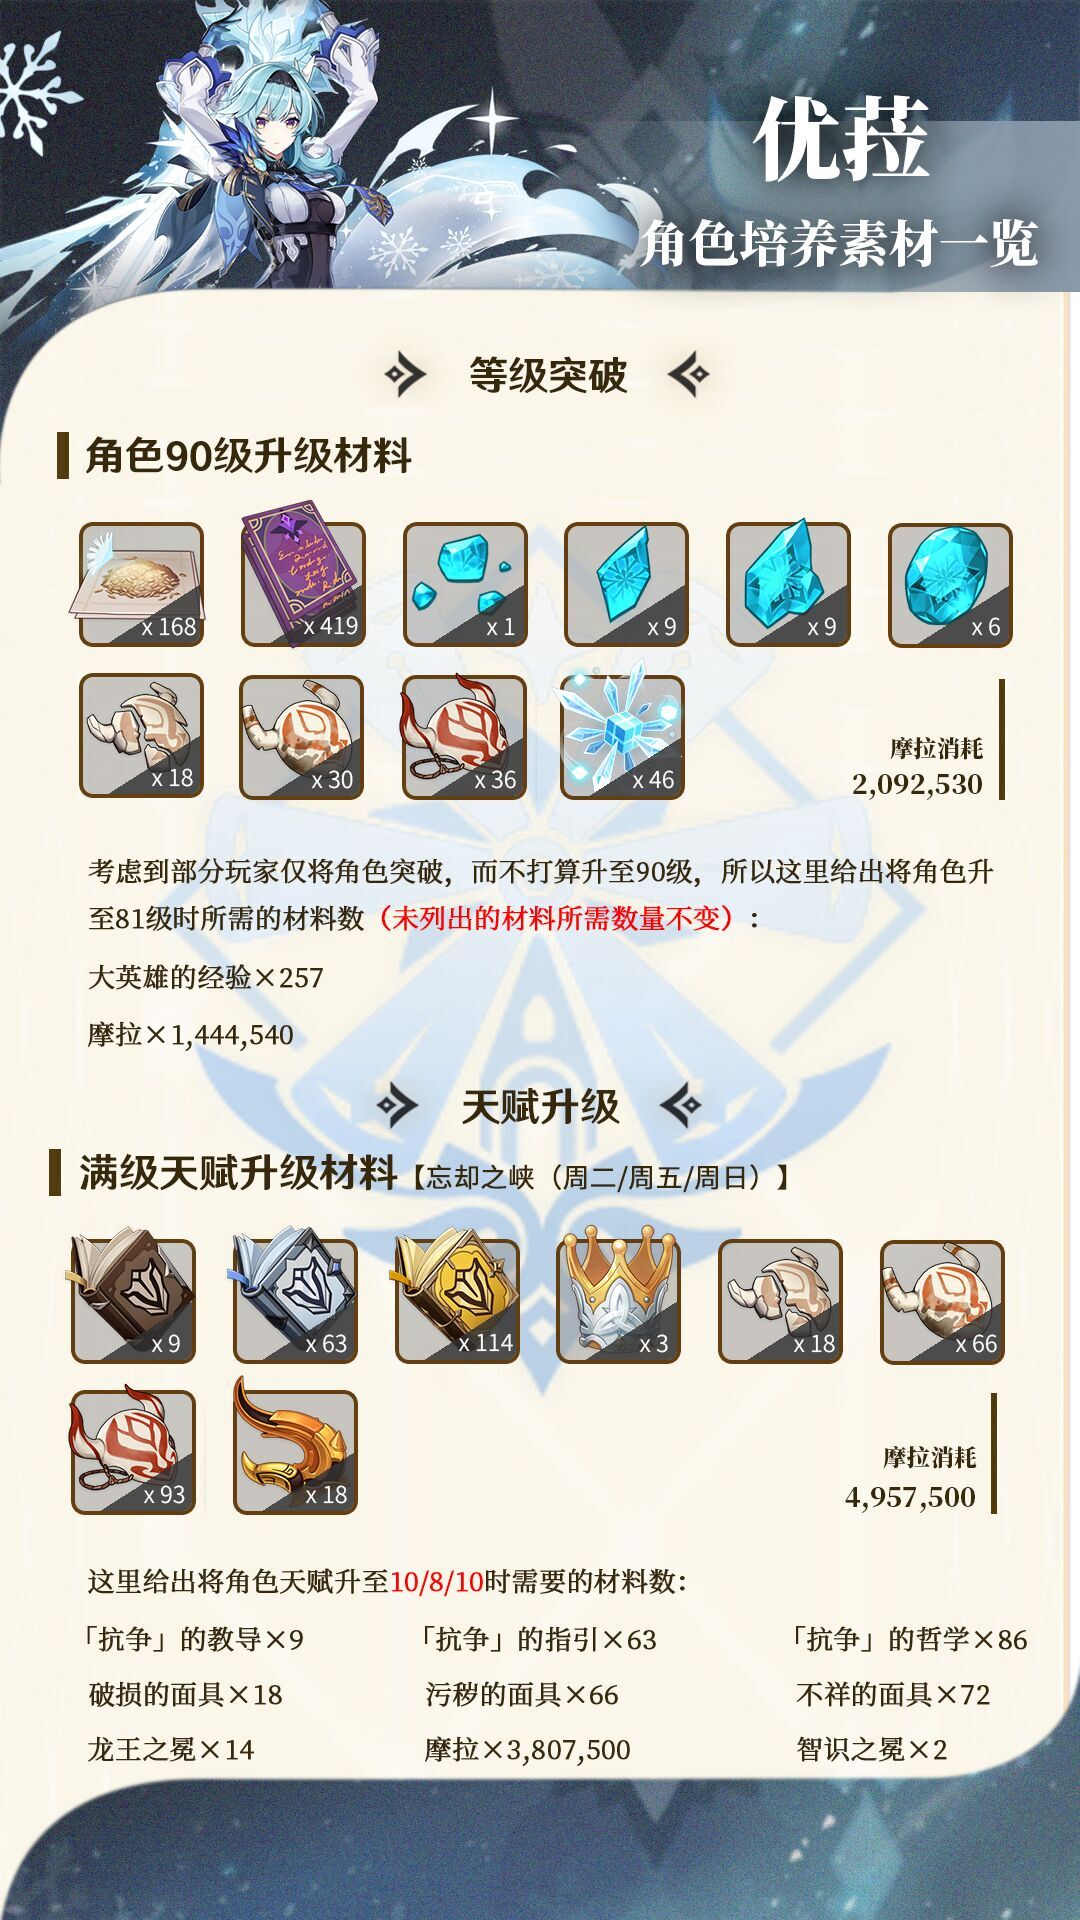 优菈
角色培养素材一览
等级突破
角色90级升级材料
x 168
x 419
x 1
x 9
x 9
x 6
x 18
x 30
x 36
x 46
摩拉消耗
2,092,530
考虑到部分玩家仅将角色突破，而不打算升至90级，所以这里给出将角色升
至81级时所需的材料数（未列出的材料所需数量不变）：
大英雄的经验×257
摩拉×1,444,540
天赋升级
满级天赋升级材料【忘却之峡（周二/周五/周日）】
x 9
x 63
x 114
x 3
x 18
x 66
x 93
x 18
摩拉消耗
4,957,500
这里给出将角色天赋升至10/8/10时需要的材料数：
「抗争」的教导×9 「抗争」的指引×63 「抗争」的哲学×86
破损的面具×18 污秽的面具×66 不祥的面具×72
龙王之冕×14 摩拉×3,807,500 智识之冕×2